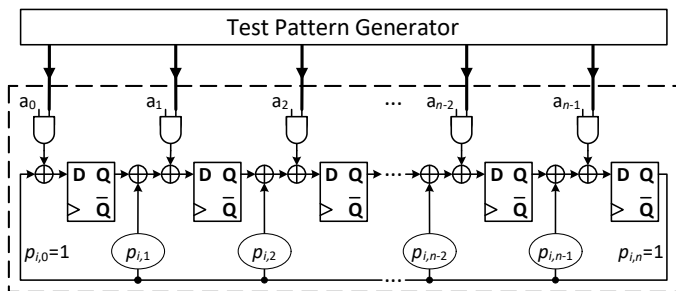 Test Pattern Generator
a0 a1 a2 ... an-2 an-1
D Q D Q D Q ... D Q D Q
Q̅ Q̅ Q̅ Q̅ Q̅
pi,0=1 pi,1 pi,2 pi,n-2 pi,n-1 pi,n=1
...